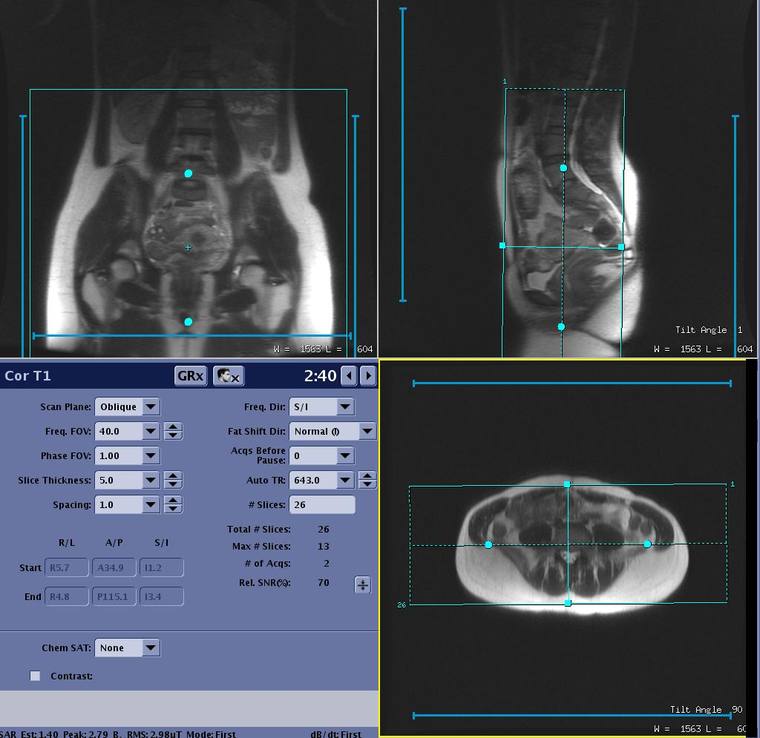 1
Tilt Angle 1
W = 1563 L = 604
W = 1563 L = 604
Cor T1 GRx 2:40
Scan Plane: Oblique Freq. Dir: S/I
Freq. FOV: 40.0 Fat Shift Dir: Normal (I)
Phase FOV: 1.00 Acqs Before Pause: 0
Slice Thickness: 5.0 Auto TR: 643.0
Spacing: 1.0 # Slices: 26
Total # Slices: 26
R/L A/P S/I Max # Slices: 13
# of Acqs: 2
Start R5.7 A34.9 I1.2
Rel. SNR(%): 70
End R4.8 P115.1 I3.4
Chem SAT: None
Contrast:
SAR Est: 1.40 Peak: 2.79 B. RMS: 2.98uT Mode: First dB/dt: First
1
26
Tilt Angle 90
W = 1563 L = 60